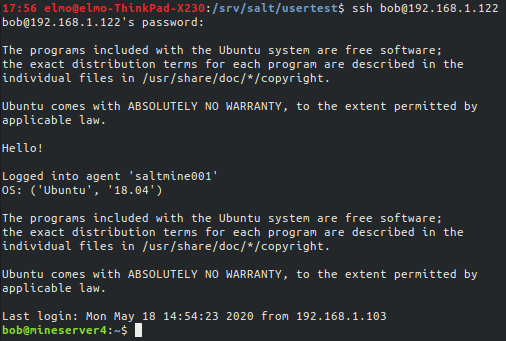 17:56 elmo@elmo-ThinkPad-X230:/srv/salt/usertest$ ssh bob@192.168.1.122
bob@192.168.1.122's password:
The programs included with the Ubuntu system are free software;
the exact distribution terms for each program are described in the
individual files in /usr/share/doc/*/copyright.
Ubuntu comes with ABSOLUTELY NO WARRANTY, to the extent permitted by
applicable law.
Hello!
Logged into agent 'saltmine001'
OS: ('Ubuntu', '18.04')
The programs included with the Ubuntu system are free software;
the exact distribution terms for each program are described in the
individual files in /usr/share/doc/*/copyright.
Ubuntu comes with ABSOLUTELY NO WARRANTY, to the extent permitted by
applicable law.
Last login: Mon May 18 14:54:23 2020 from 192.168.1.103
bob@mineserver4:~$